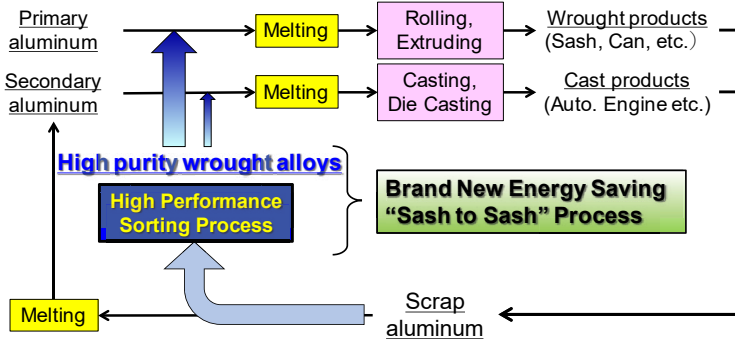 Primary
aluminum
Melting
Rolling,
Extruding
Wrought products
(Sash, Can, etc.)
Secondary
aluminum
Melting
Casting,
Die Casting
Cast products
(Auto. Engine etc.)
High purity wrought alloys
High Performance
Sorting Process
Brand New Energy Saving
“Sash to Sash” Process
Melting
Scrap
aluminum